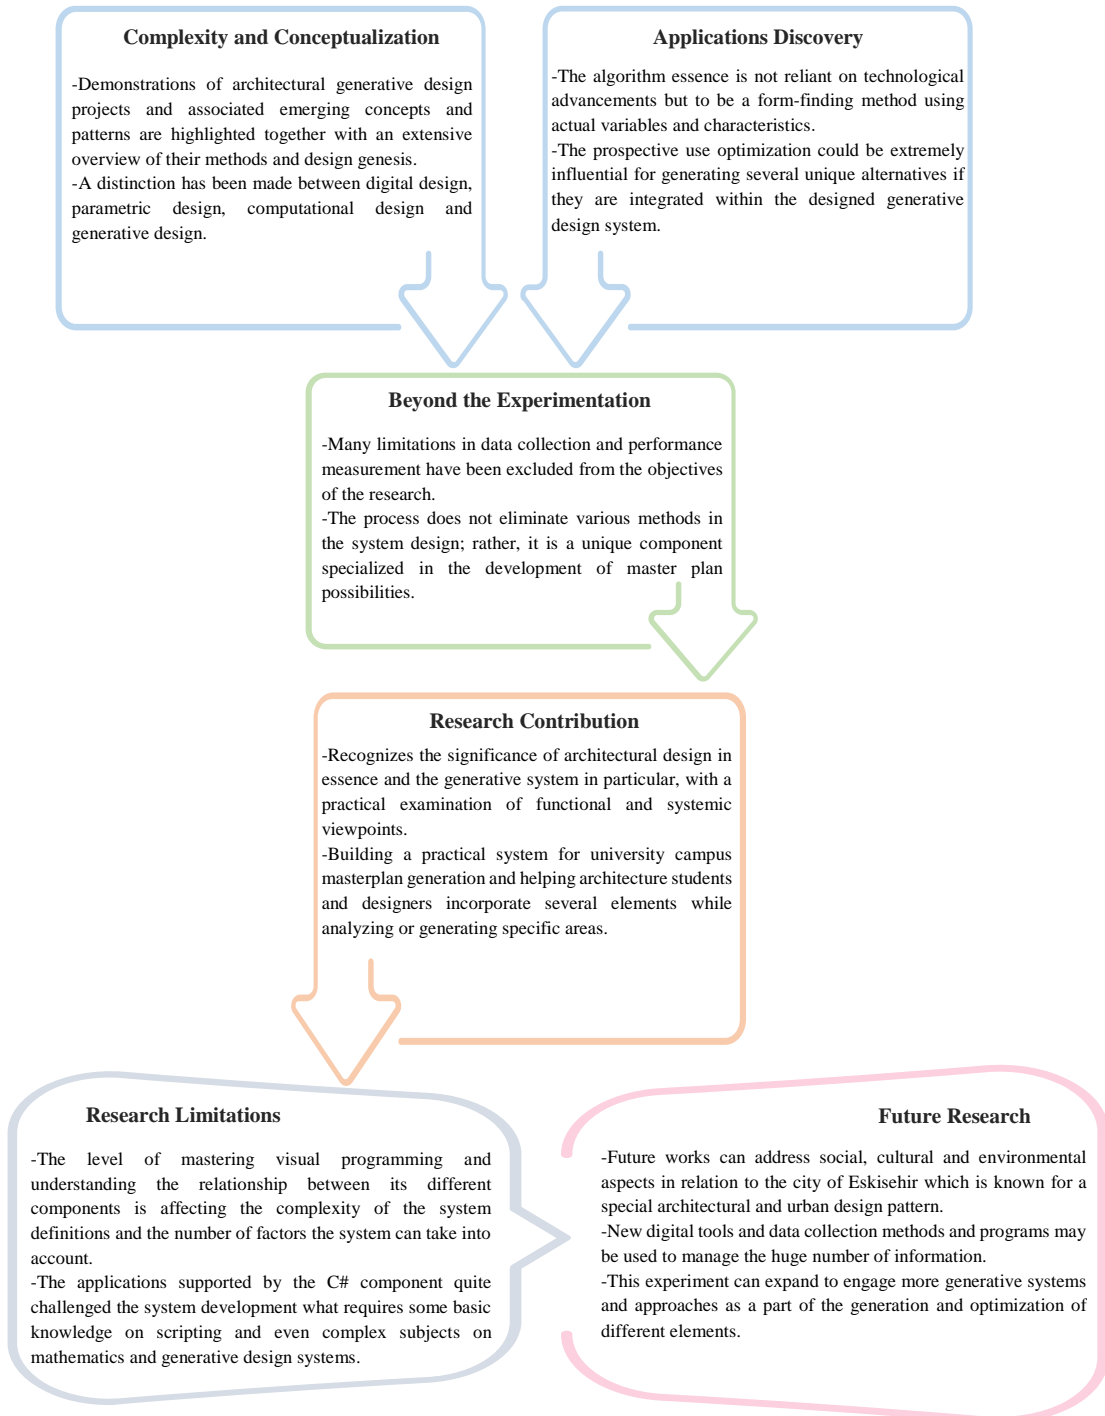 Complexity and Conceptualization
-Demonstrations of architectural generative design
projects and associated emerging concepts and
patterns are highlighted together with an extensive
overview of their methods and design genesis.
-A distinction has been made between digital design,
parametric design, computational design and
generative design.
Applications Discovery
-The algorithm essence is not reliant on technological
advancements but to be a form-finding method using
actual variables and characteristics.
-The prospective use optimization could be extremely
influential for generating several unique alternatives if
they are integrated within the designed generative
design system.
Beyond the Experimentation
-Many limitations in data collection and performance
measurement have been excluded from the objectives
of the research.
-The process does not eliminate various methods in
the system design; rather, it is a unique component
specialized in the development of master plan
possibilities.
Research Contribution
-Recognizes the significance of architectural design in
essence and the generative system in particular, with a
practical examination of functional and systemic
viewpoints.
-Building a practical system for university campus
masterplan generation and helping architecture students
and designers incorporate several elements while
analyzing or generating specific areas.
Research Limitations
-The level of mastering visual programming and
understanding the relationship between its different
components is affecting the complexity of the system
definitions and the number of factors the system can take into
account.
-The applications supported by the C# component quite
challenged the system development what requires some basic
knowledge on scripting and even complex subjects on
mathematics and generative design systems.
Future Research
-Future works can address social, cultural and environmental
aspects in relation to the city of Eskisehir which is known for a
special architectural and urban design pattern.
-New digital tools and data collection methods and programs may
be used to manage the huge number of information.
-This experiment can expand to engage more generative systems
and approaches as a part of the generation and optimization of
different elements.